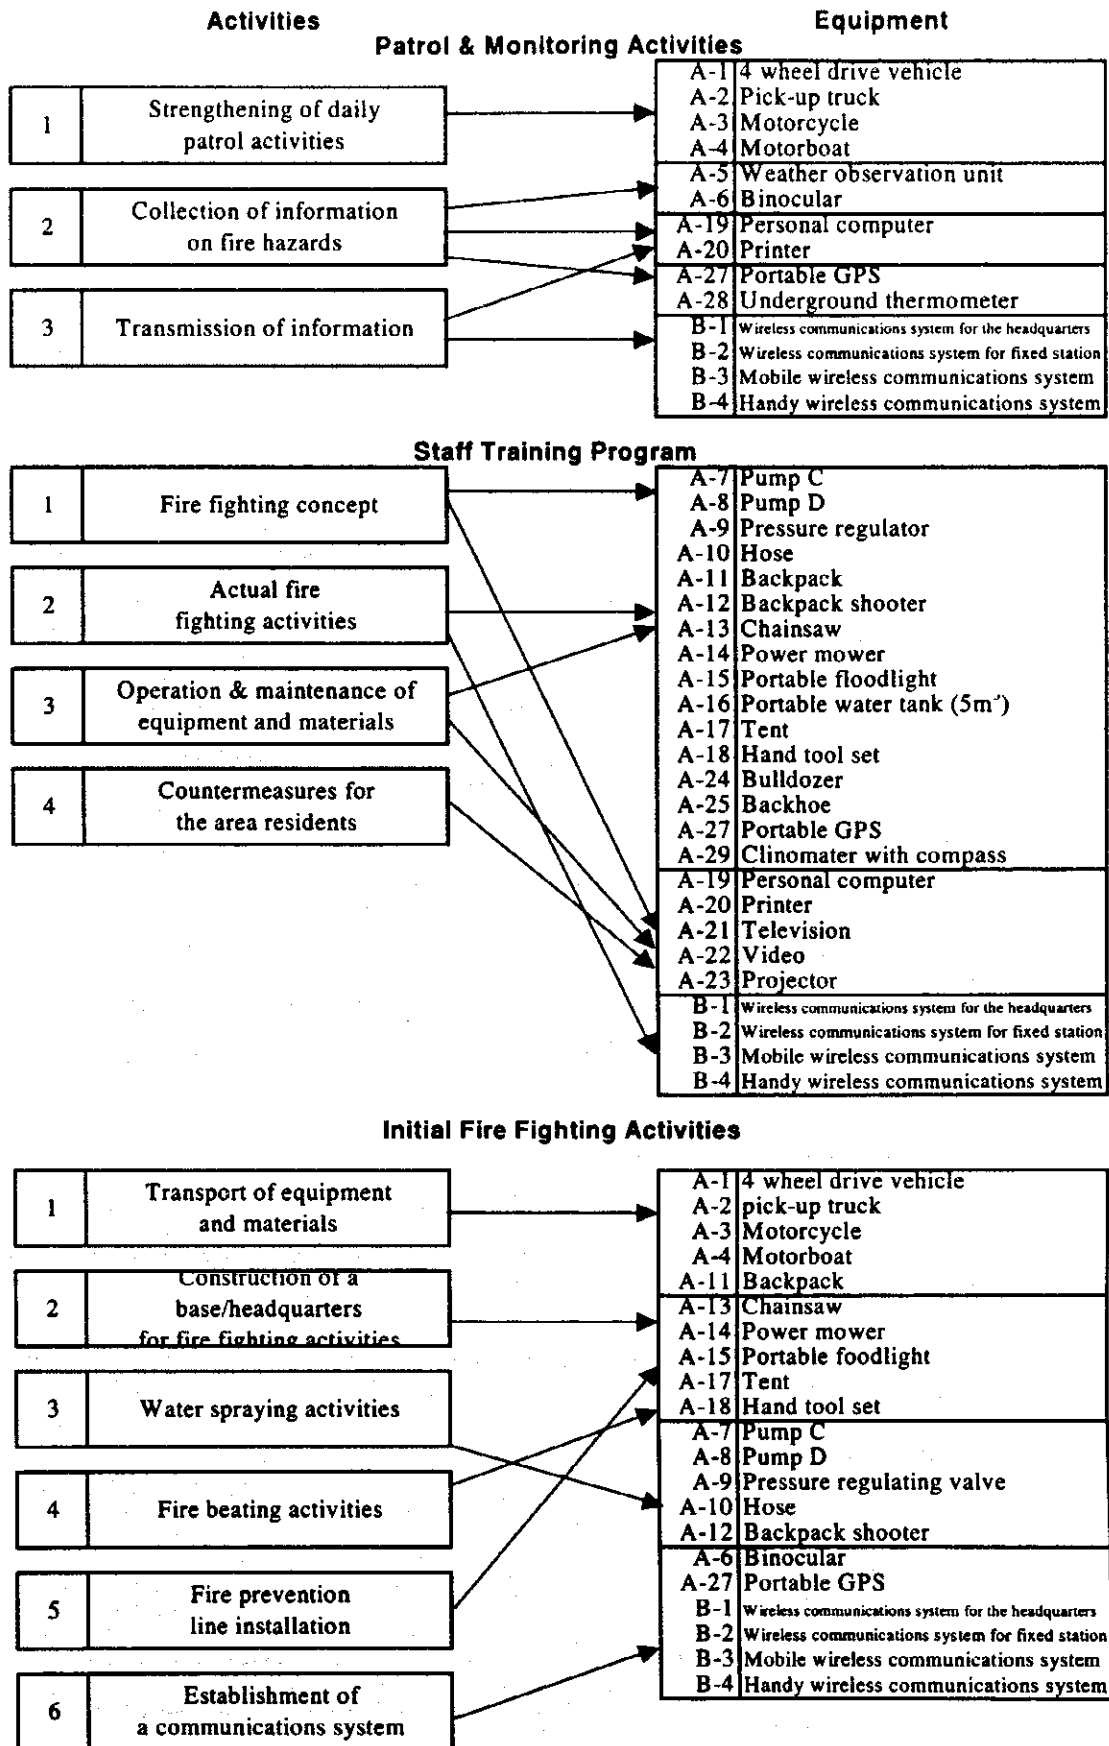 Activities
Equipment
Patrol & Monitoring Activities
1
Strengthening of daily
patrol activities
2
Collection of information
on fire hazards
3
Transmission of information
A-1 4 wheel drive vehicle
A-2 Pick-up truck
A-3 Motorcycle
A-4 Motorboat
A-5 Weather observation unit
A-6 Binocular
A-19 Personal computer
A-20 Printer
A-27 Portable GPS
A-28 Underground thermometer
B-1 Wireless communications system for the headquarters
B-2 Wireless communications system for fixed station
B-3 Mobile wireless communications system
B-4 Handy wireless communications system
Staff Training Program
1
Fire fighting concept
2
Actual fire
fighting activities
3
Operation & maintenance of
equipment and materials
4
Countermeasures for
the area residents
A-7 Pump C
A-8 Pump D
A-9 Pressure regulator
A-10 Hose
A-11 Backpack
A-12 Backpack shooter
A-13 Chainsaw
A-14 Power mower
A-15 Portable floodlight
A-16 Portable water tank (5m³)
A-17 Tent
A-18 Hand tool set
A-24 Bulldozer
A-25 Backhoe
A-27 Portable GPS
A-29 Clinomater with compass
A-19 Personal computer
A-20 Printer
A-21 Television
A-22 Video
A-23 Projector
B-1 Wireless communications system for the headquarters
B-2 Wireless communications system for fixed station
B-3 Mobile wireless communications system
B-4 Handy wireless communications system
Initial Fire Fighting Activities
1
Transport of equipment
and materials
2
Construction of a
base/headquarters
for fire fighting activities
3
Water spraying activities
4
Fire beating activities
5
Fire prevention
line installation
6
Establishment of
a communications system
A-1 4 wheel drive vehicle
A-2 pick-up truck
A-3 Motorcycle
A-4 Motorboat
A-11 Backpack
A-13 Chainsaw
A-14 Power mower
A-15 Portable foodlight
A-17 Tent
A-18 Hand tool set
A-7 Pump C
A-8 Pump D
A-9 Pressure regulating valve
A-10 Hose
A-12 Backpack shooter
A-6 Binocular
A-27 Portable GPS
B-1 Wireless communications system for the headquarters
B-2 Wireless communications system for fixed station
B-3 Mobile wireless communications system
B-4 Handy wireless communications system